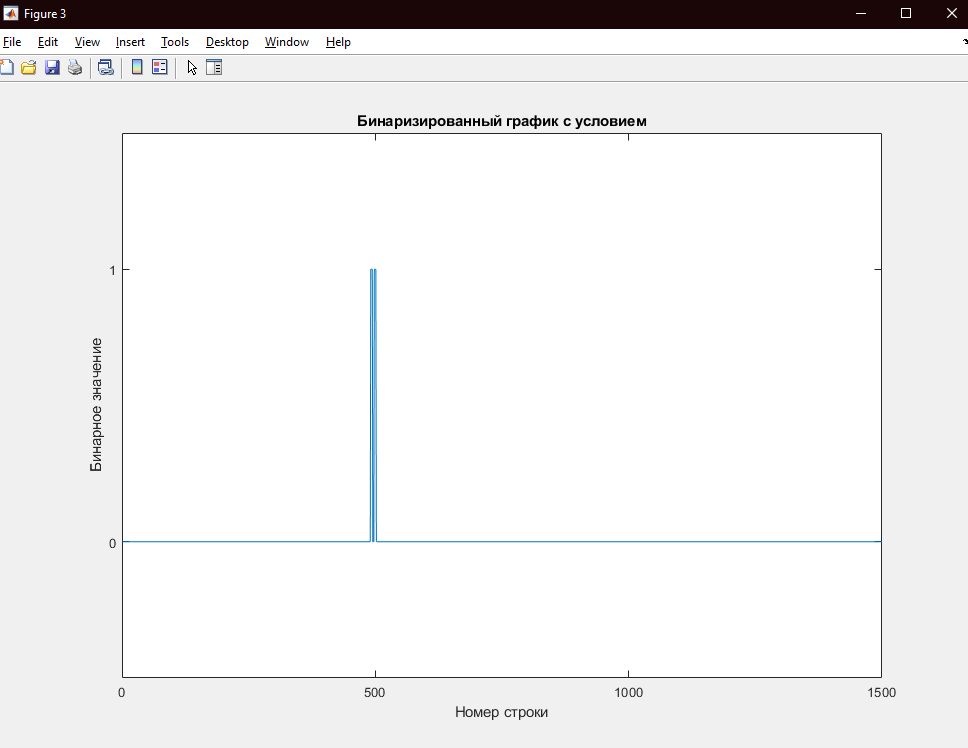 Figure 3
File Edit View Insert Tools Desktop Window Help
Бинаризированный график с условием
Бинарное значение
1
0
0 500 1000 1500
Номер строки